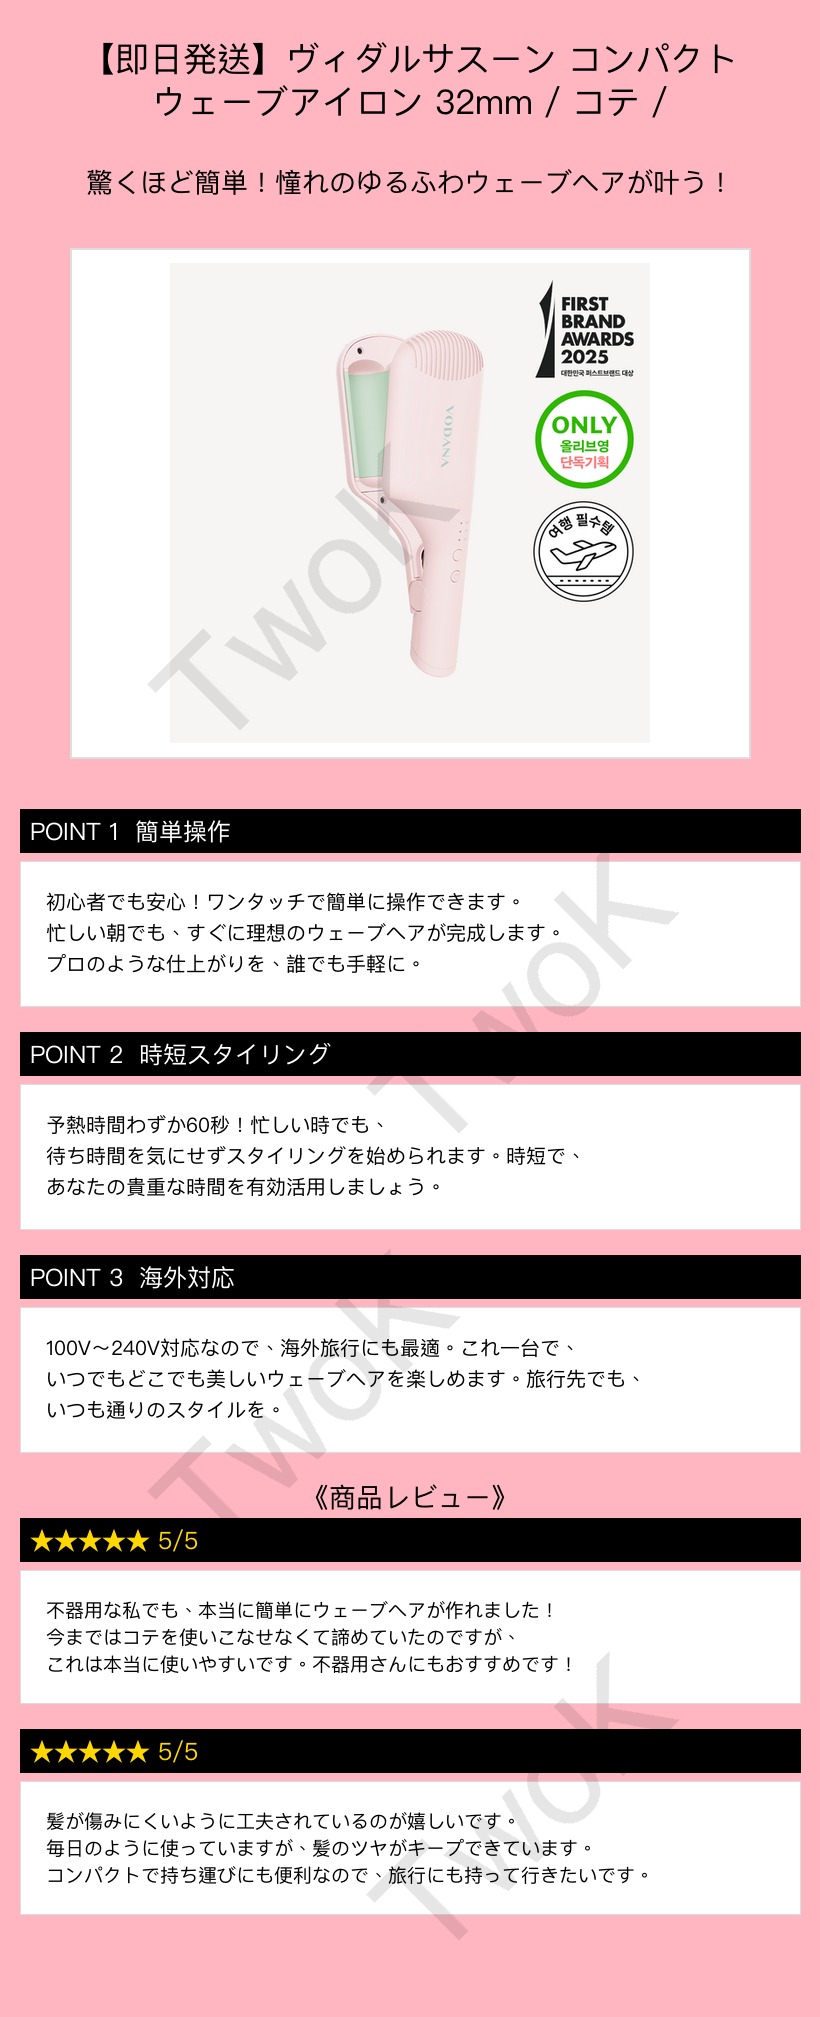 【即日発送】ヴィダルサスーン コンパクト
ウェーブアイロン 32mm / コテ /
驚くほど簡単！憧れのゆるふわウェーブヘアが叶う！
FIRST
BRAND
AWARDS
2025
대한민국 퍼스트브랜드 대상
VODANA
ONLY
올리브영
단독기획
여행 필수템
TwoK
POINT 1 簡単操作
初心者でも安心！ワンタッチで簡単に操作できます。
忙しい朝でも、すぐに理想のウェーブヘアが完成します。
プロのような仕上がりを、誰でも手軽に。
TwoK
POINT 2 時短スタイリング
予熱時間わずか60秒！忙しい時でも、
待ち時間を気にせずスタイリングを始められます。時短で、
あなたの貴重な時間を有効活用しましょう。
POINT 3 海外対応
100V～240V対応なので、海外旅行にも最適。これ一台で、
いつでもどこでも美しいウェーブヘアを楽しめます。旅行先でも、
いつも通りのスタイルを。
TwoK
《商品レビュー》
★★★★★ 5/5
不器用な私でも、本当に簡単にウェーブヘアが作れました！
今まではコテを使いこなせなくて諦めていたのですが、
これは本当に使いやすいです。不器用さんにもおすすめです！
★★★★★ 5/5
髪が傷みにくいように工夫されているのが嬉しいです。
毎日のように使っていますが、髪のツヤがキープできています。
コンパクトで持ち運びにも便利なので、旅行にも持って行きたいです。
TwoK